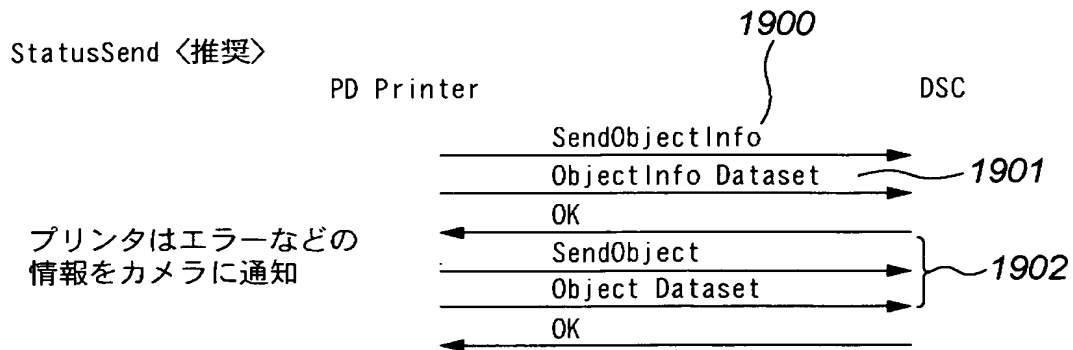 1900
StatusSend〈推奨〉
PD Printer DSC
SendObjectInfo
ObjectInfo Dataset 1901
OK
プリンタはエラーなどの
情報をカメラに通知
SendObject
1902
Object Dataset
OK